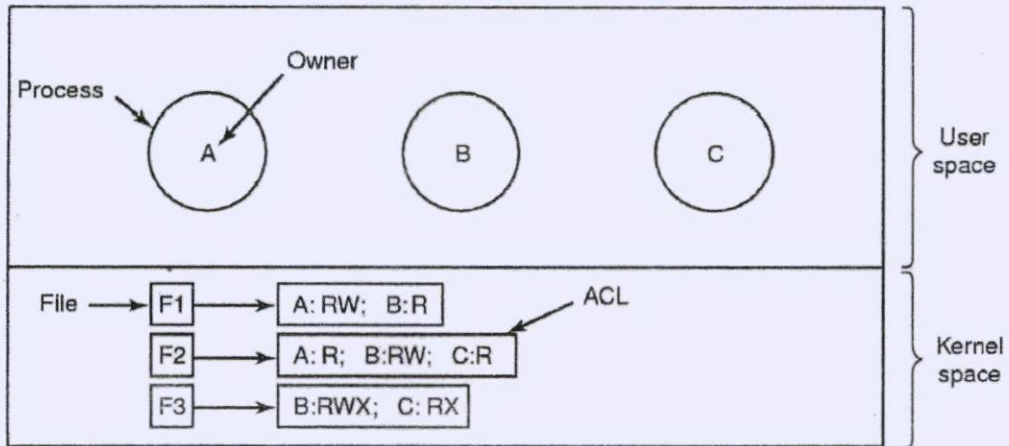 Owner
Process
A
B
C
User
space
File
F1
A: RW; B:R
ACL
F2
A: R; B:RW; C:R
F3
B:RWX; C: RX
Kernel
space